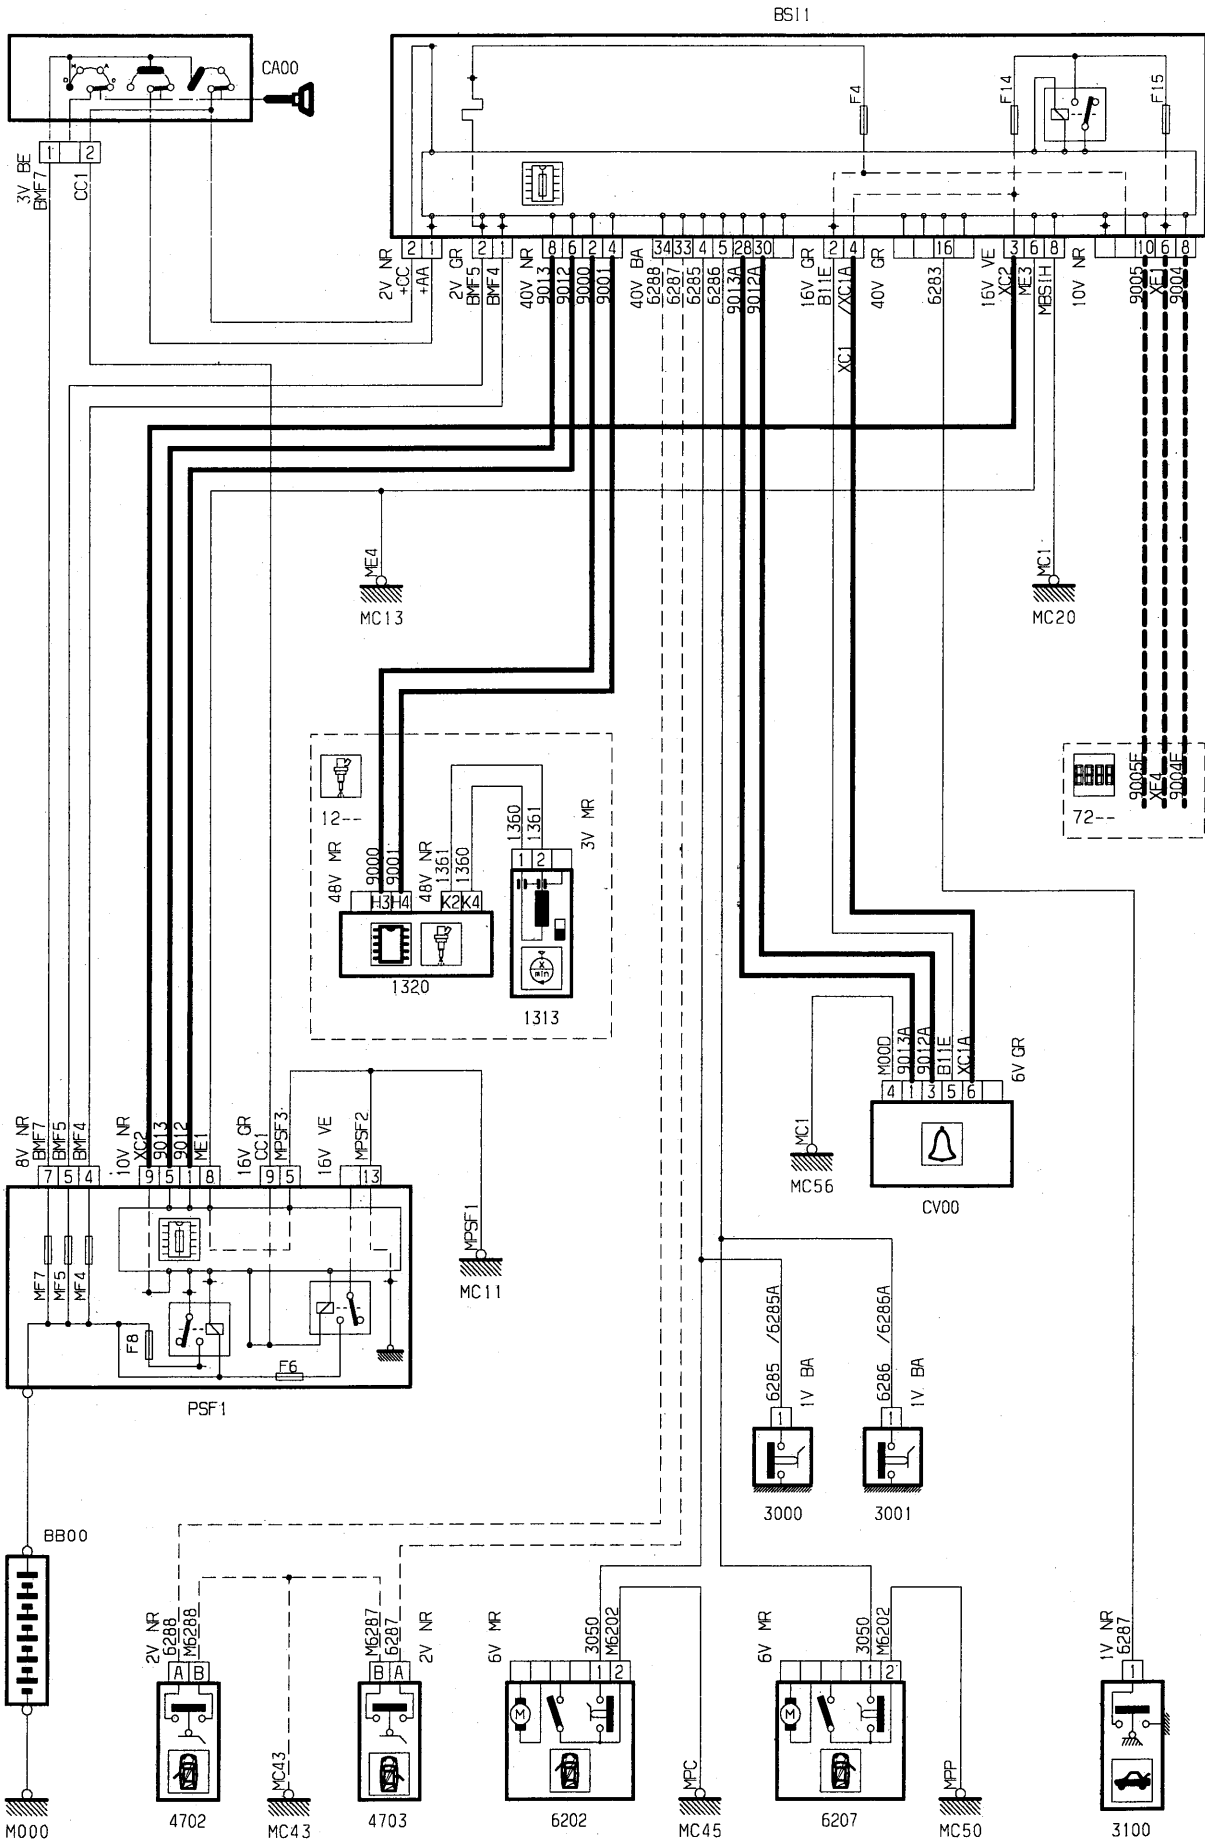 BSI1
CA00
F4
F14
F15
1 2
3V BE
BMF7
CC1
2 1
2 1
8 6 2 4
34 33 4 5 28 30
2 4
16
3 6 8
10 6 8
2V NR
+CC
+AA
2V GR
BMF5
BMF4
40V NR
9013
9012
9000
9001
40V BA
6288
6287
6285
6286
9013A
9012A
16V GR
B11E
/XC1A
XC1
40V GR
6283
16V VE
XC2
ME3
MBSIH
10V NR
9005
XE1
9004
ME4
MC13
MC1
MC20
12--
48V MR
9000
9001
48V NR
1361
1360
1360
1361
3V MR
H3 H4
K2 K4
1 2
X
min
1320
1313
72--
9005F
XE4
9004F
M00D
9013A
9012A
B11E
XC1A
6V GR
4 1 3 5 6
MC1
MC56
CV00
8V NR
BMF7
BMF5
BMF4
10V NR
XC2
9013
9012
ME1
16V GR
CC1
MPSF3
16V VE
MPSF2
7 5 4
9 5 1 8
9 5
13
MPSF1
MC11
MF7
MF5
MF4
F8
F6
PSF1
6285
/6285A
1V BA
6286
/6286A
1V BA
1
1
3000
3001
BB00
M000
2V NR
6288
M6288
A B
4702
MC43
MC43
M6287
6287
2V NR
B A
4703
6V MR
3050
M6202
1 2
M
6202
MPC
MC45
6V MR
3050
M6202
1 2
M
6207
MPP
MC50
1V NR
6287
1
3100